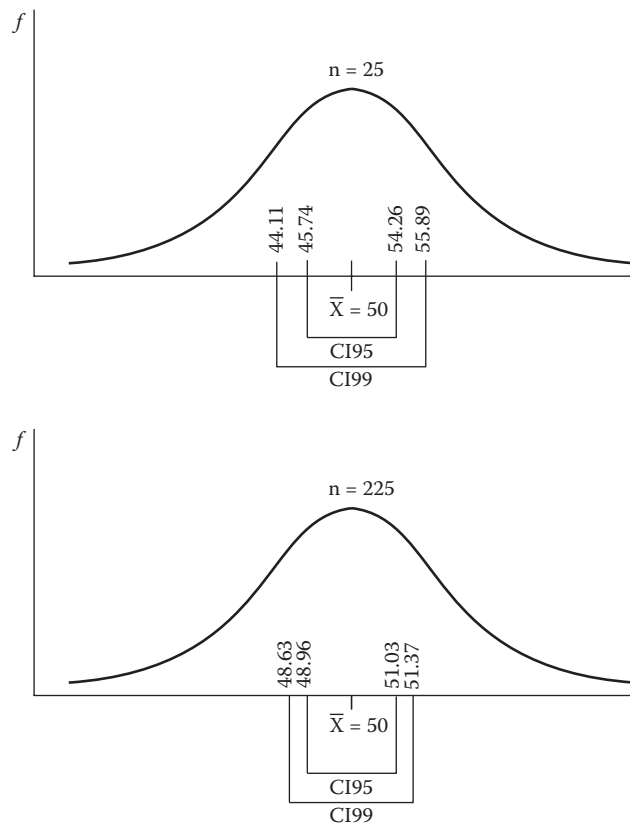 f
n = 25
44.11
45.74
54.26
55.89
X̅ = 50
CI95
CI99
f
n = 225
48.63
48.96
51.03
51.37
X̅ = 50
CI95
CI99